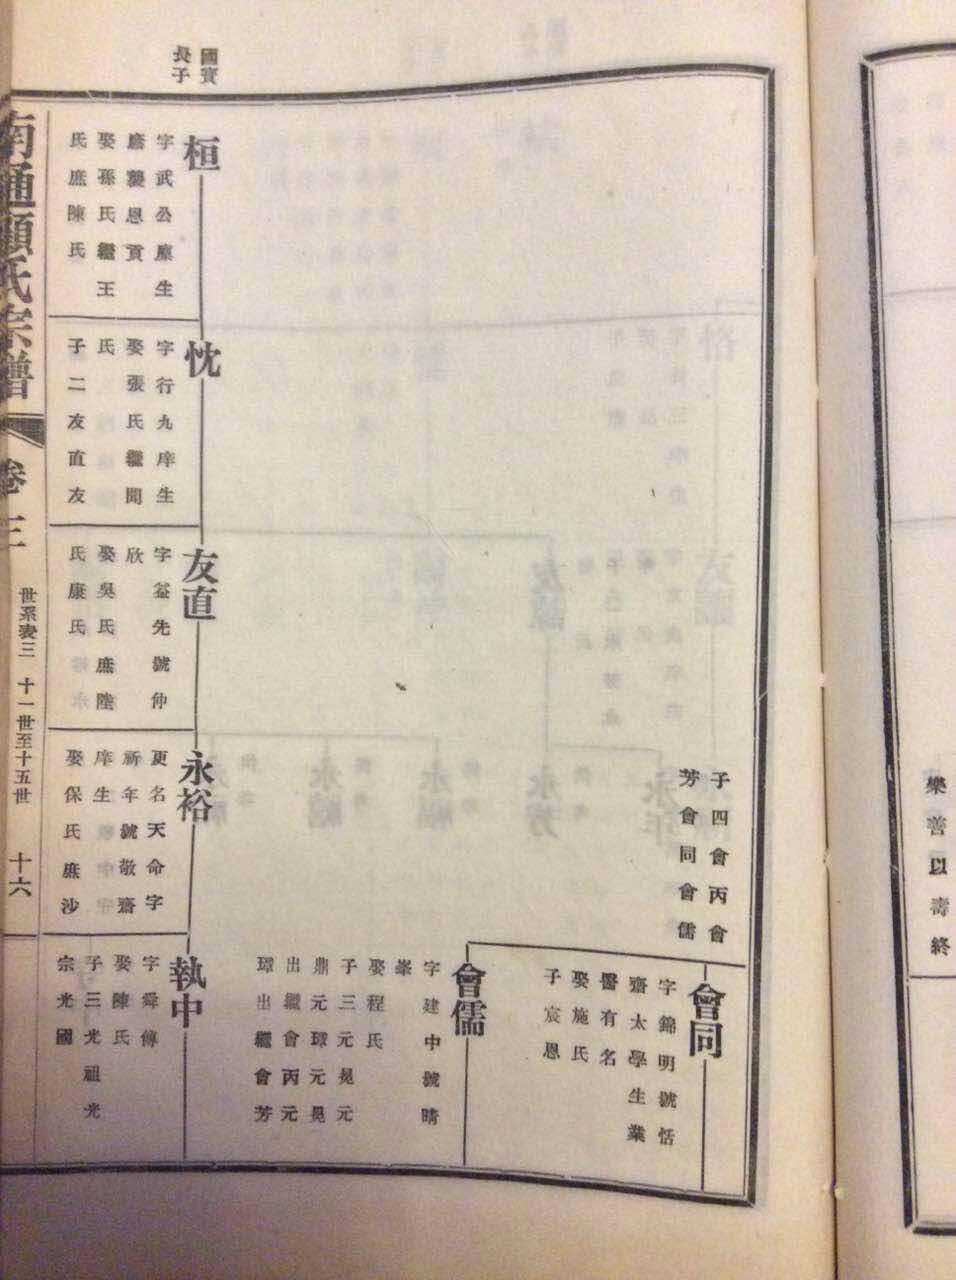 樂善以壽終
子四會丙會
芳會同會儒
會同
字錦明號恬
齋太學生業
醫有名
娶施氏
子宸恩
會儒
字建中號晴
峯
娶程氏
子三元晃元
鼎元璋元晃
出繼會丙元
璋出繼會芳
國寶
長子
桓
字武公廩生
廕襲恩貢
娶孫氏繼王
氏庶陳氏
忱
字行九庠生
娶張氏繼聞
氏
子二友直友
友直
字益先號仲
欣
娶吳氏庶陸
氏康氏
永裕
更名天命字
祈年號敬齋
庠生
娶保氏庶沙
執中
字舜傳
娶陳氏
子三光祖光
宗光國
南通顧氏宗譜
卷三
世系表三 十一世至十五世
十六